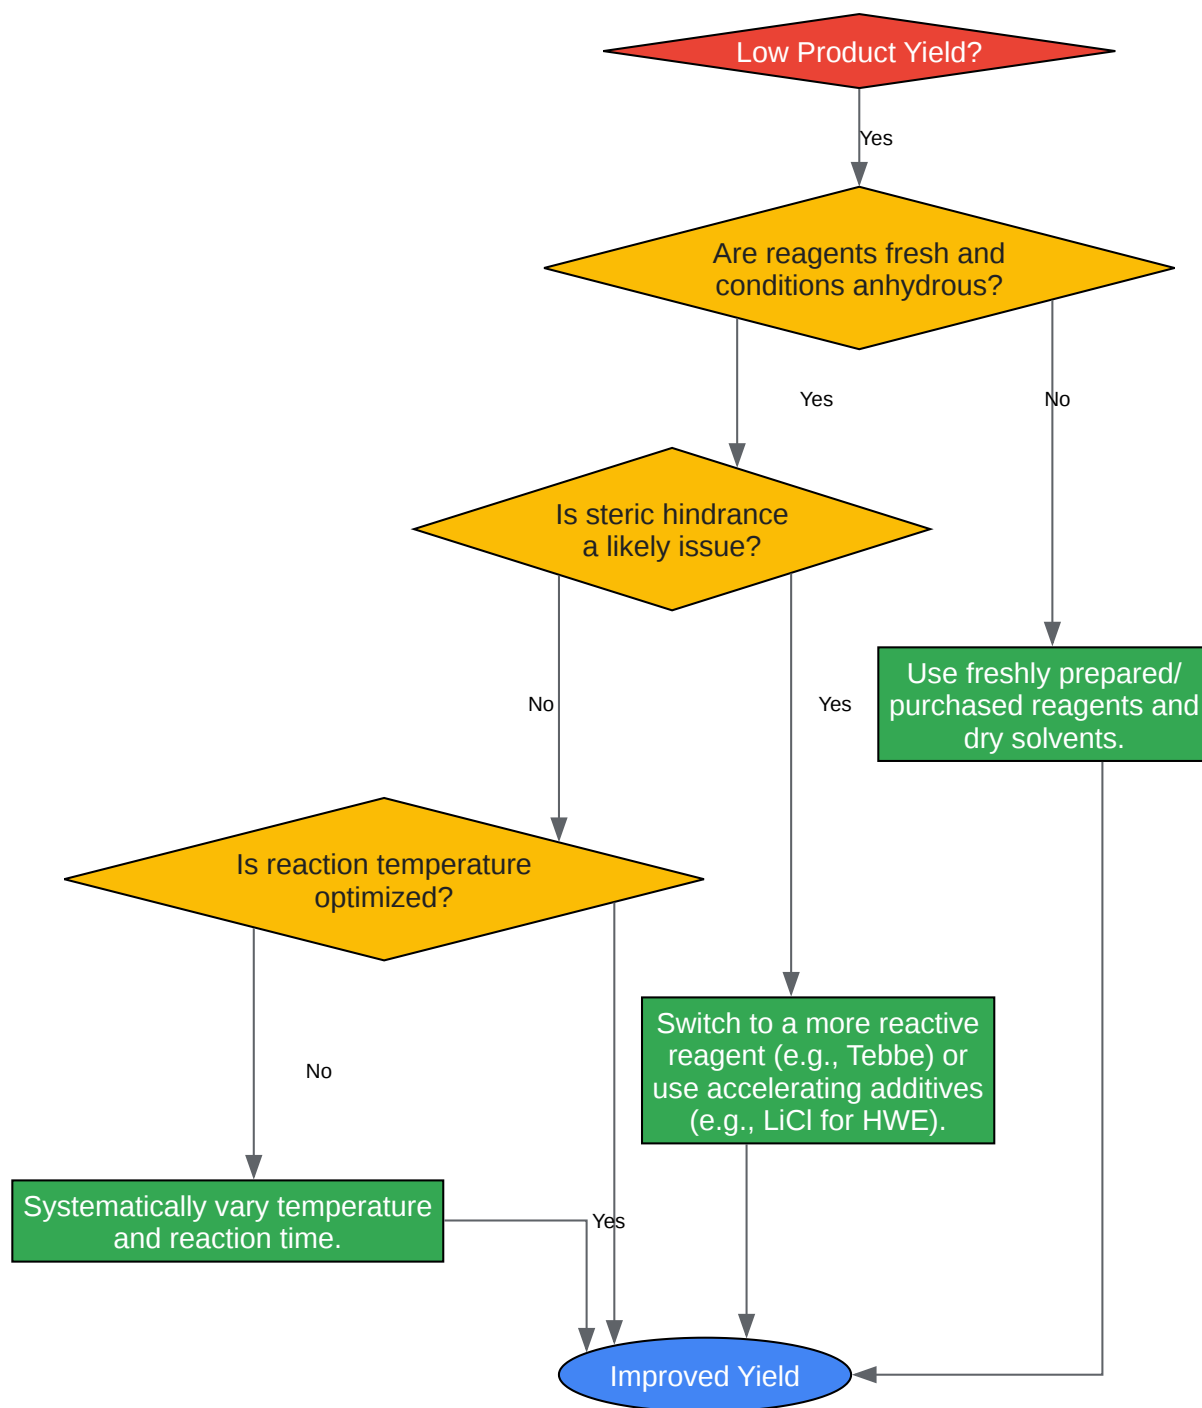 Low Product Yield?
Yes
Are reagents fresh and
conditions anhydrous?
Yes
No
Is steric hindrance
a likely issue?
No
Yes
Use freshly prepared/
purchased reagents and
dry solvents.
Is reaction temperature
optimized?
No
Switch to a more reactive
reagent (e.g., Tebbe) or
use accelerating additives
(e.g., LiCl for HWE).
Systematically vary temperature
and reaction time.
Yes
Improved Yield